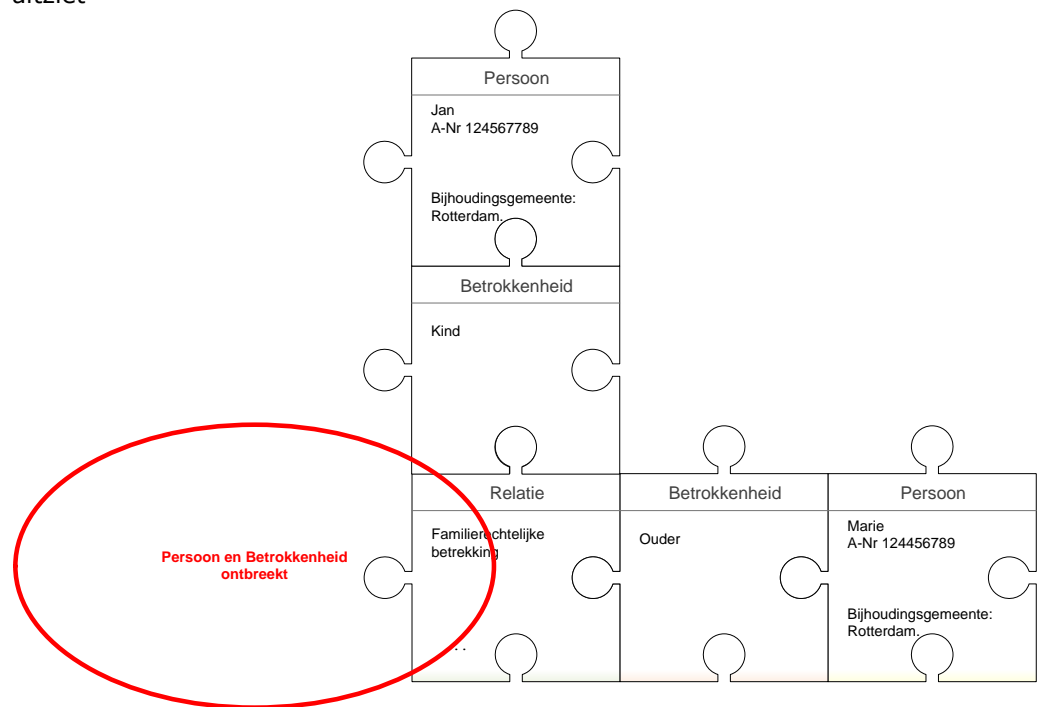 uitziet
Persoon
Jan
A-Nr 124567789
Bijhoudingsgemeente:
Rotterdam.
Betrokkenheid
Kind
Relatie
Familierechtelijke
betrekking
. .
Betrokkenheid
Ouder
Persoon
Marie
A-Nr 124456789
Bijhoudingsgemeente:
Rotterdam.
Persoon en Betrokkenheid
ontbreekt